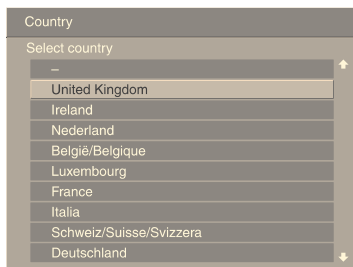 Country
Select country
–
United Kingdom
Ireland
Nederland
België/Belgique
Luxembourg
France
Italia
Schweiz/Suisse/Svizzera
Deutschland